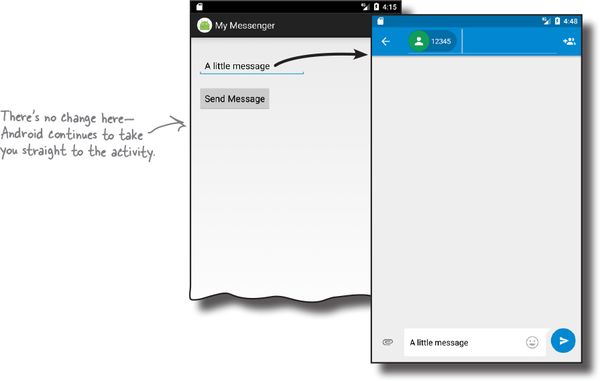 4:15
My Messenger
A little message
Send Message
There's no change here—
Android continues to take
you straight to the activity.
4:48
12345
A little message